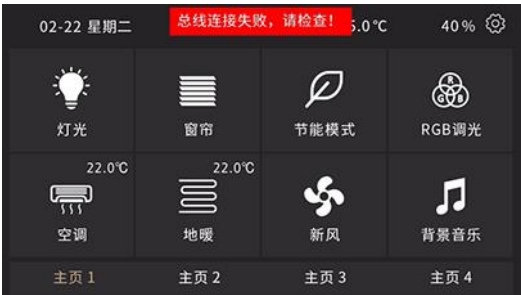 02-22 星期二 总线连接失败，请检查！ 5.0℃ 40%
R
G B
灯光 窗帘 节能模式 RGB调光
22.0℃ 22.0℃
空调 地暖 新风 背景音乐
主页 1 主页 2 主页 3 主页 4